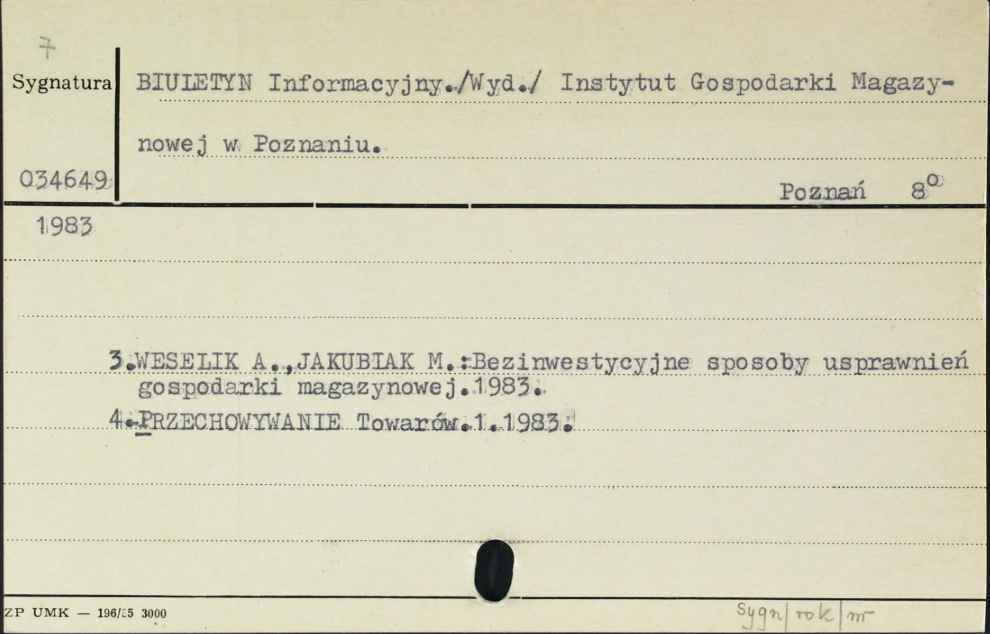 7
Sygnatura
BIULETYN Informacyjny./Wyd./ Instytut Gospodarki Magazy-
nowej w Poznaniu.
034649
Poznań 8°
1983
3.WESELIK A.,JAKUBIAK M.:Bezinwestycyjne sposoby usprawnień
gospodarki magazynowej.1983.
4.PRZECHOWYWANIE Towarów.1.1983.
ZP UMK — 196/85 3000
Sygn/rok/nr